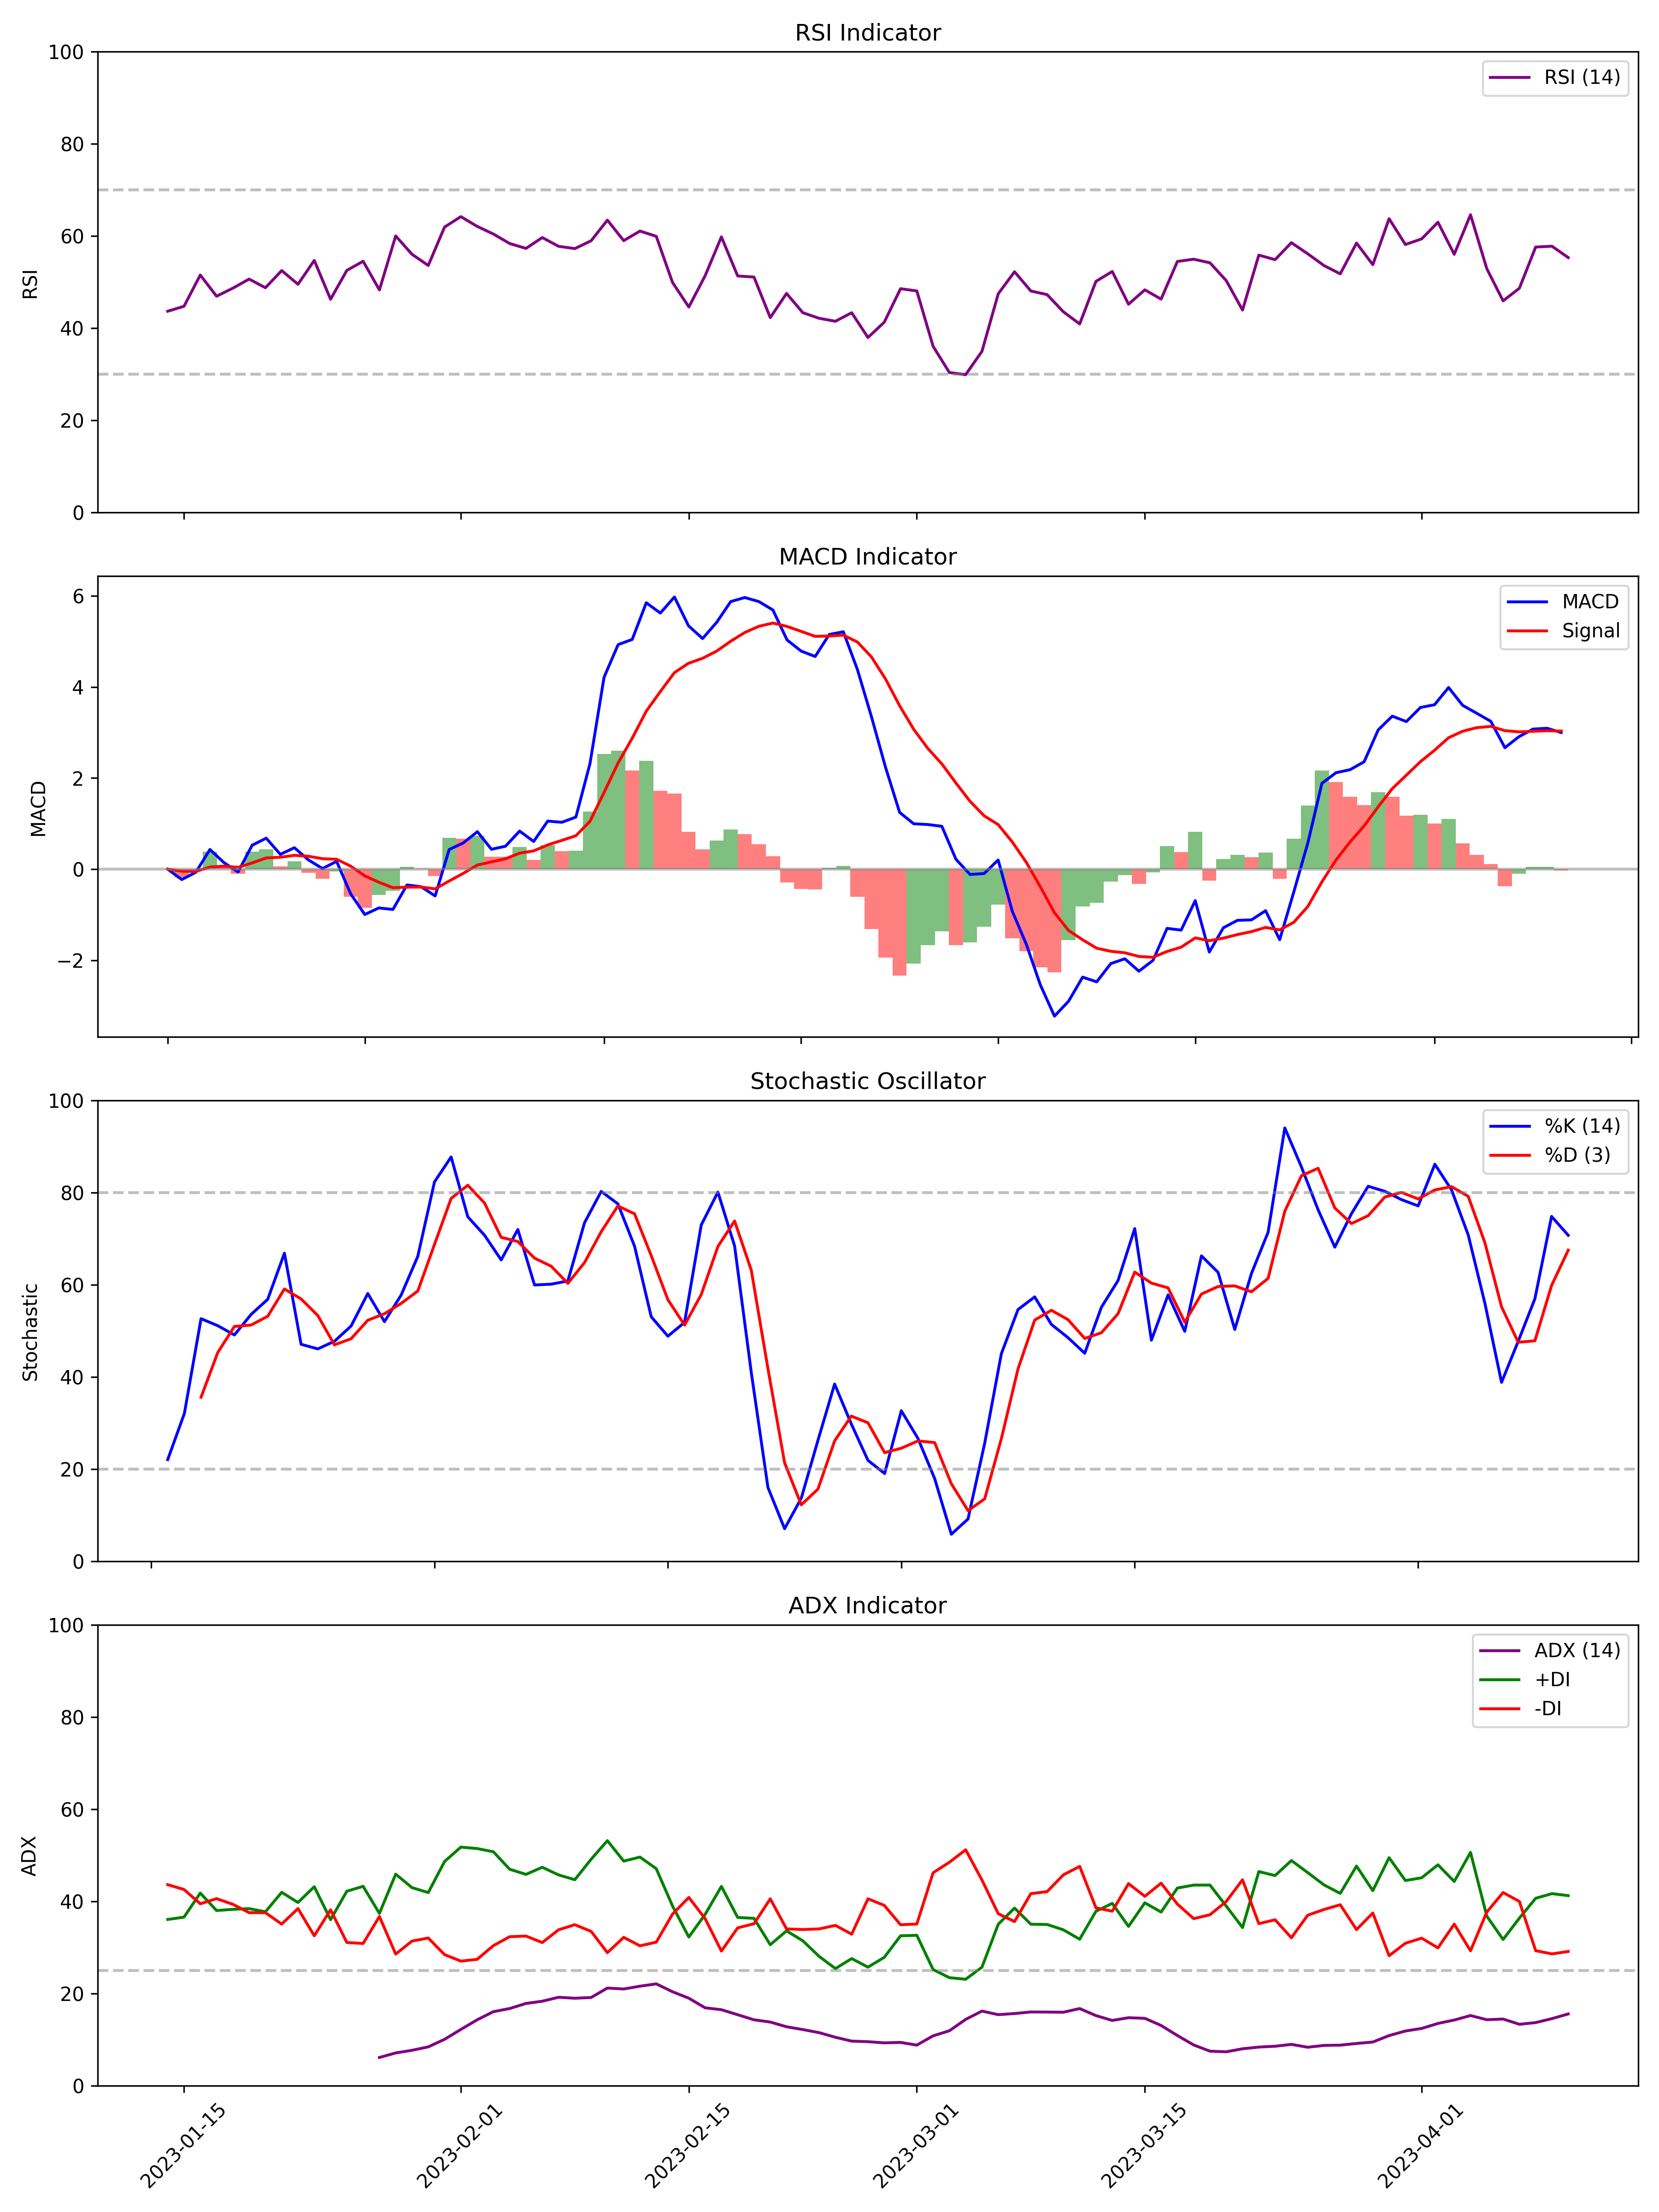 RSI Indicator
100
80
60
40
20
0
RSI
RSI (14)
MACD Indicator
6
4
2
0
−2
MACD
MACD
Signal
Stochastic Oscillator
100
80
60
40
20
0
Stochastic
%K (14)
%D (3)
ADX Indicator
100
80
60
40
20
0
ADX
ADX (14)
+DI
-DI
2023-01-15
2023-02-01
2023-02-15
2023-03-01
2023-03-15
2023-04-01